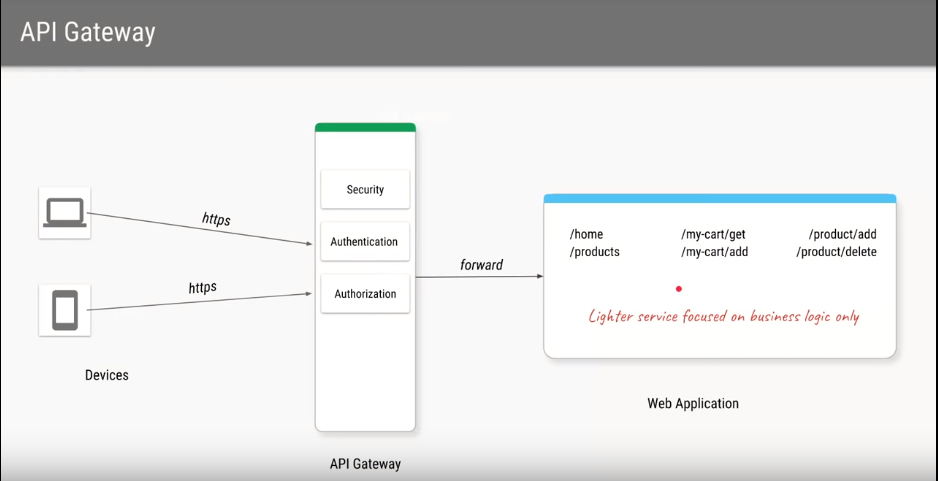 API Gateway
https
https
Devices
Security
Authentication
Authorization
API Gateway
forward
/home /my-cart/get /product/add
/products /my-cart/add /product/delete
Lighter service focused on business logic only
Web Application